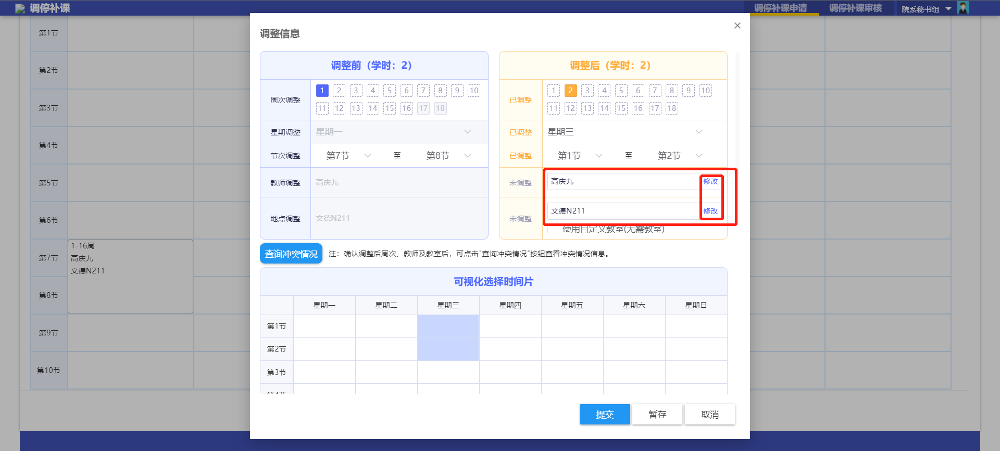 调停补课
调停补课申请
调停补课审核
院系秘书组
第1节
第2节
第3节
第4节
第5节
第6节
第7节
第8节
第9节
第10节
1-16周
高庆九
文德N211
调整信息
调整前（学时：2）
周次调整
1 2 3 4 5 6 7 8 9 10
11 12 13 14 15 16 17 18
星期调整
星期一
节次调整
第7节 至 第8节
教师调整
高庆九
地点调整
文德N211
调整后（学时：2）
已调整
1 2 3 4 5 6 7 8 9 10
11 12 13 14 15 16 17 18
已调整
星期三
已调整
第1节 至 第2节
未调整
高庆九 修改
未调整
文德N211 修改
使用自定义教室(无需教室)
查询冲突情况
注：确认调整后周次、教师及教室后，可点击"查询冲突情况"按钮查看冲突情况信息。
可视化选择时间片
星期一 星期二 星期三 星期四 星期五 星期六 星期日
第1节
第2节
第3节
提交 暂存 取消